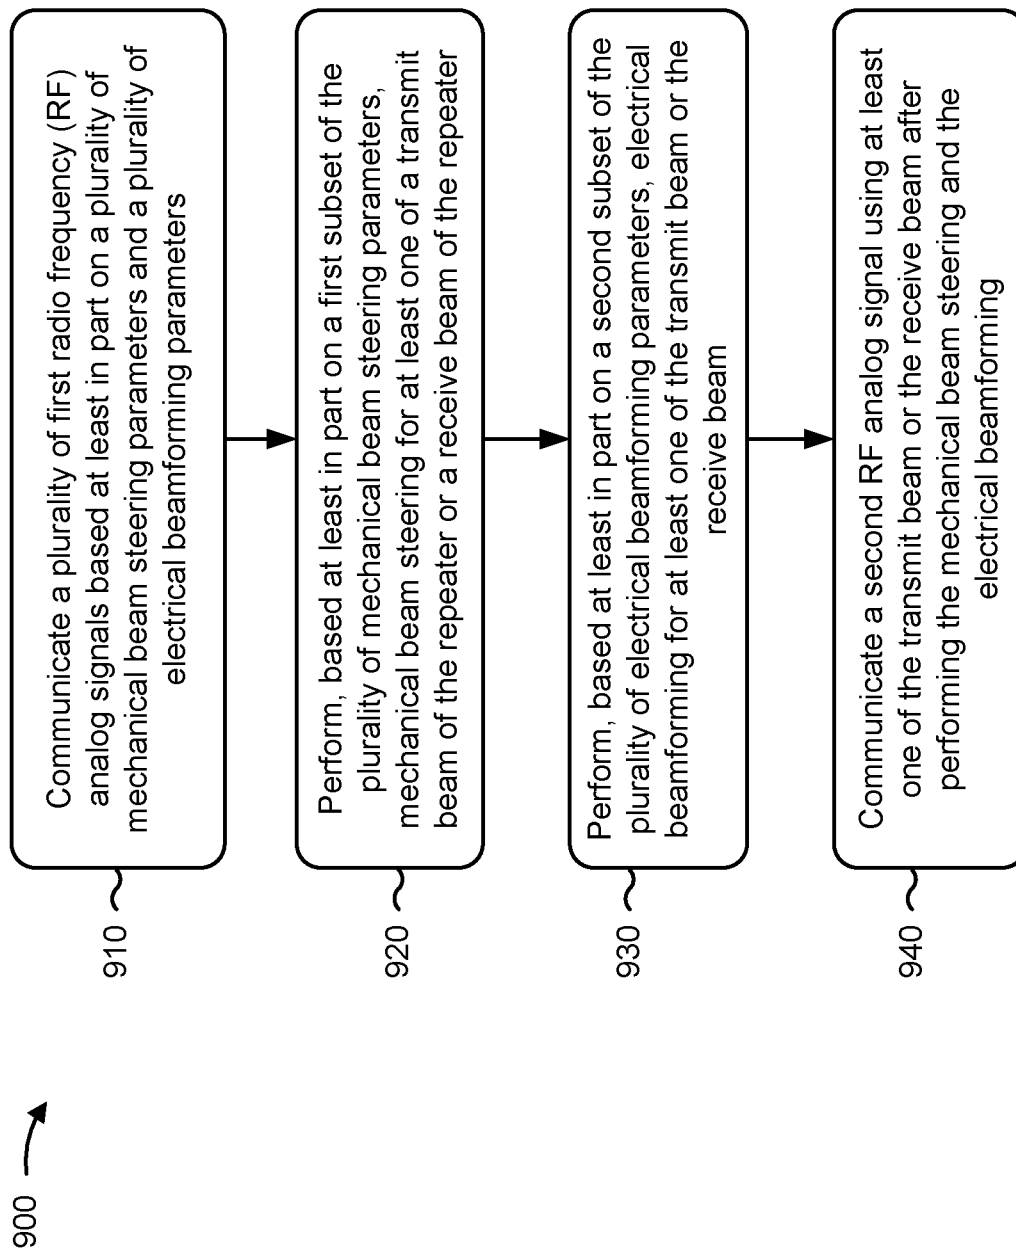 900
910
Communicate a plurality of first radio frequency (RF)
analog signals based at least in part on a plurality of
mechanical beam steering parameters and a plurality of
electrical beamforming parameters
920
Perform, based at least in part on a first subset of the
plurality of mechanical beam steering parameters,
mechanical beam steering for at least one of a transmit
beam of the repeater or a receive beam of the repeater
930
Perform, based at least in part on a second subset of the
plurality of electrical beamforming parameters, electrical
beamforming for at least one of the transmit beam or the
receive beam
940
Communicate a second RF analog signal using at least
one of the transmit beam or the receive beam after
performing the mechanical beam steering and the
electrical beamforming